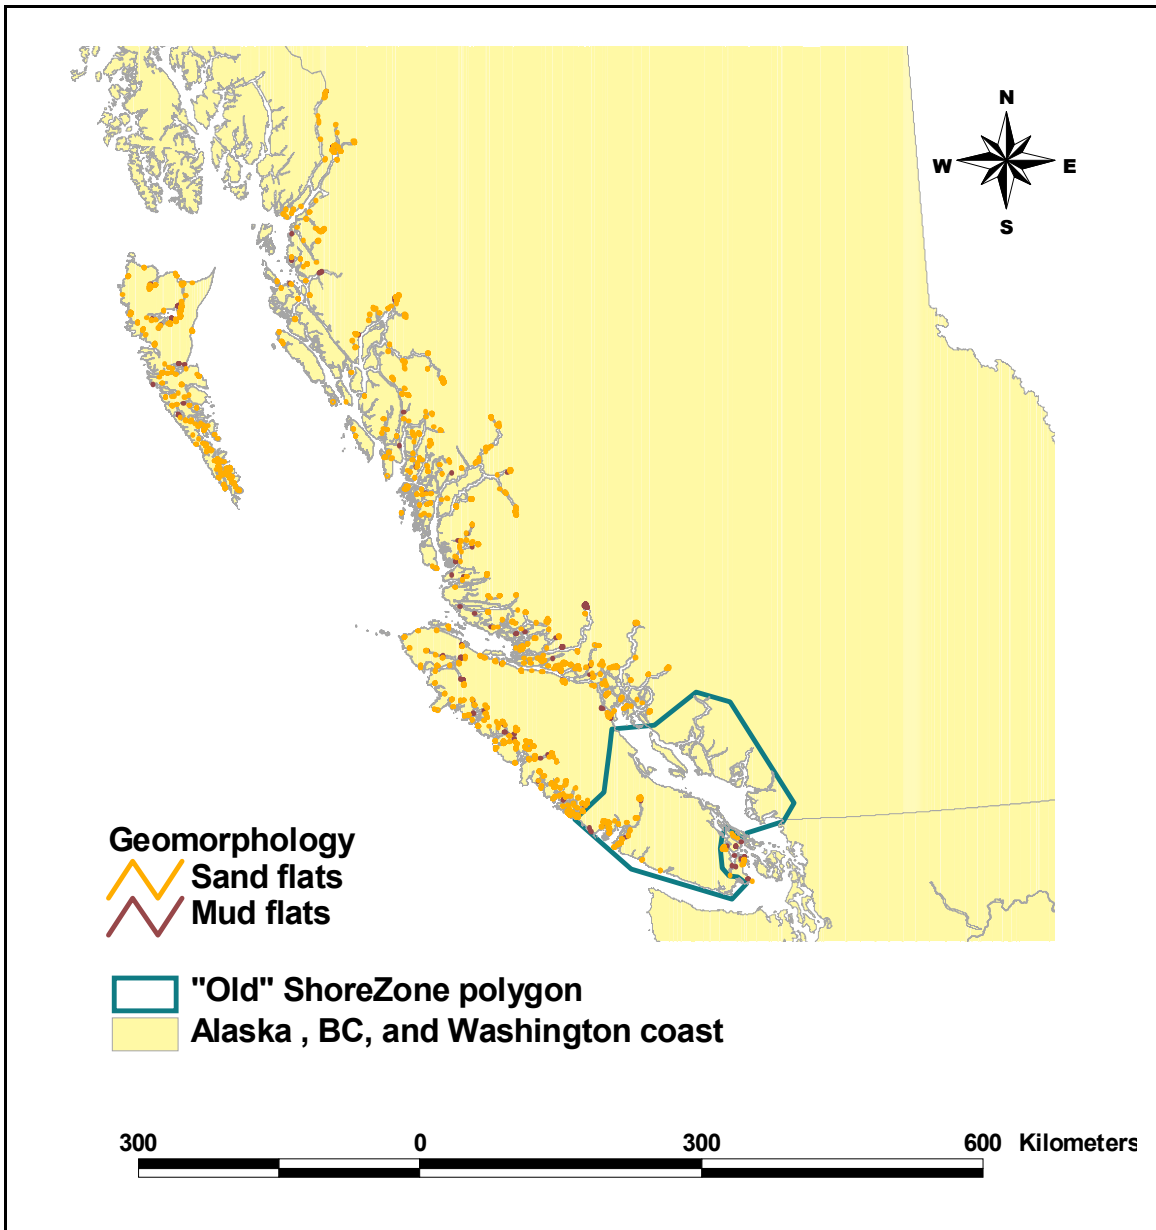 N
W E
S
Geomorphology
Sand flats
Mud flats
"Old" ShoreZone polygon
Alaska , BC, and Washington coast
300 0 300 600 Kilometers